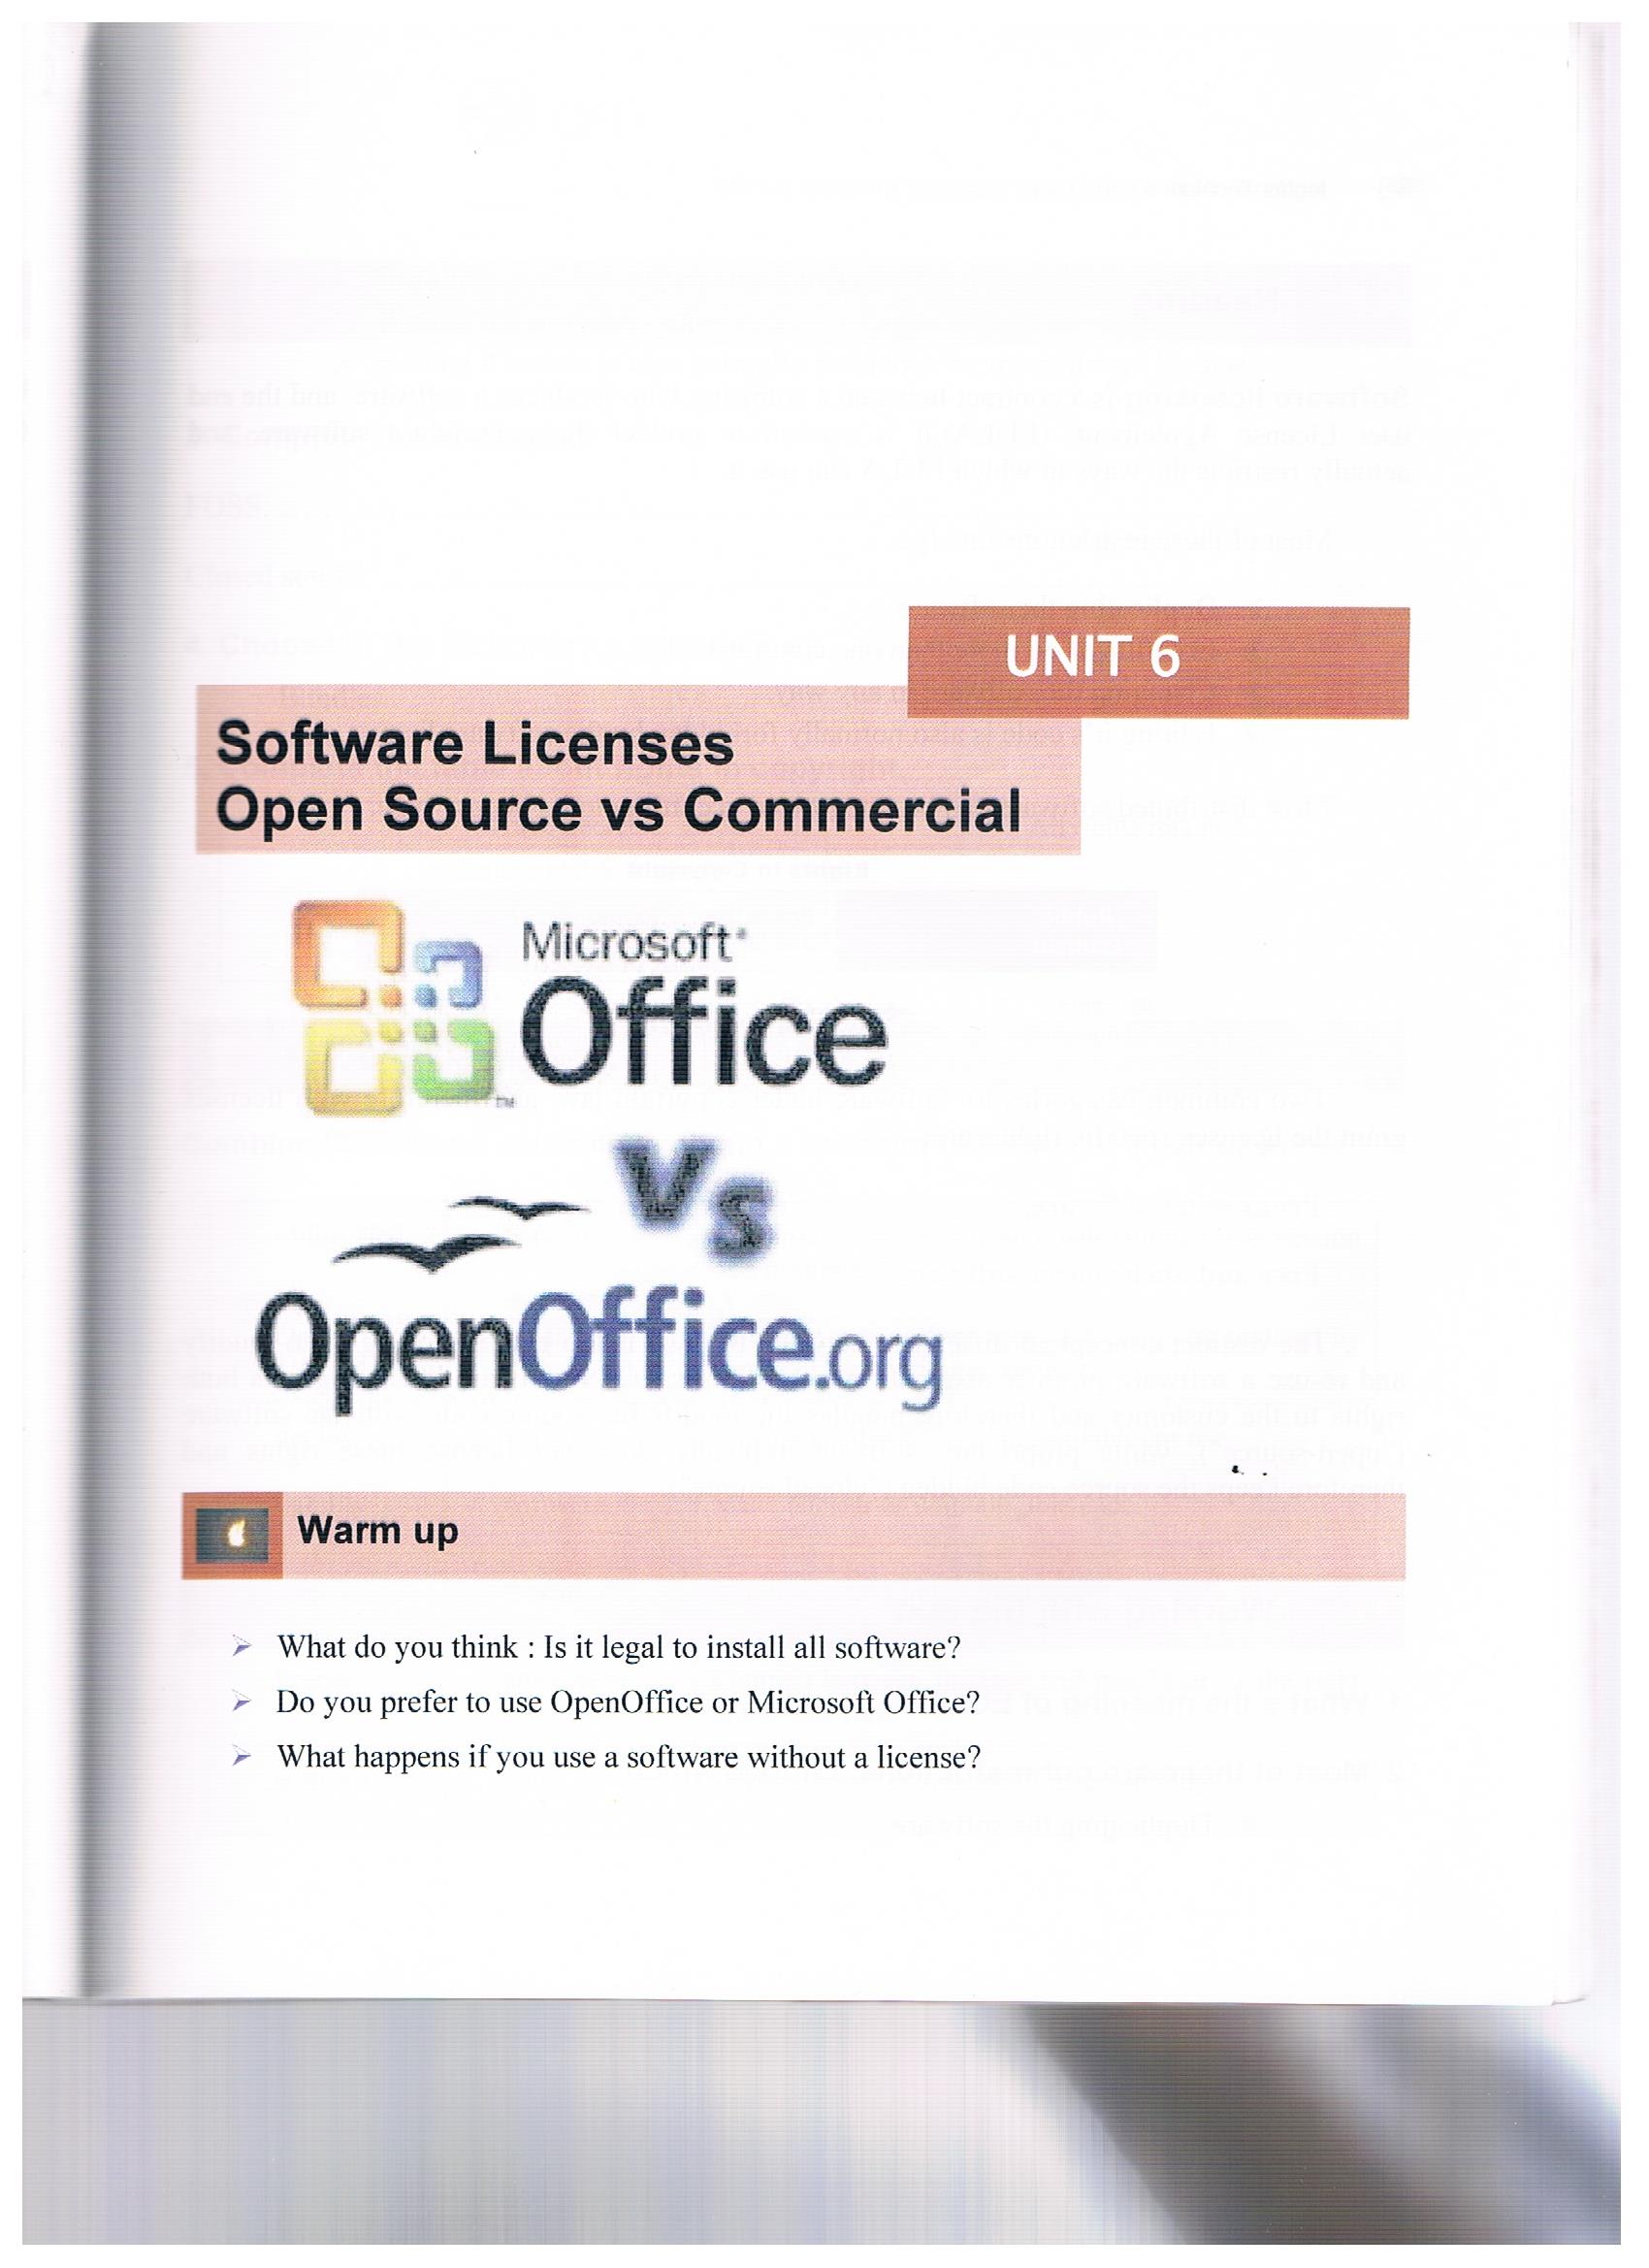 UNIT 6
Software Licenses
Open Source vs Commercial
Microsoft
Office
TM
Vs
OpenOffice.org
Warm up
What do you think : Is it legal to install all software?
Do you prefer to use OpenOffice or Microsoft Office?
What happens if you use a software without a license?